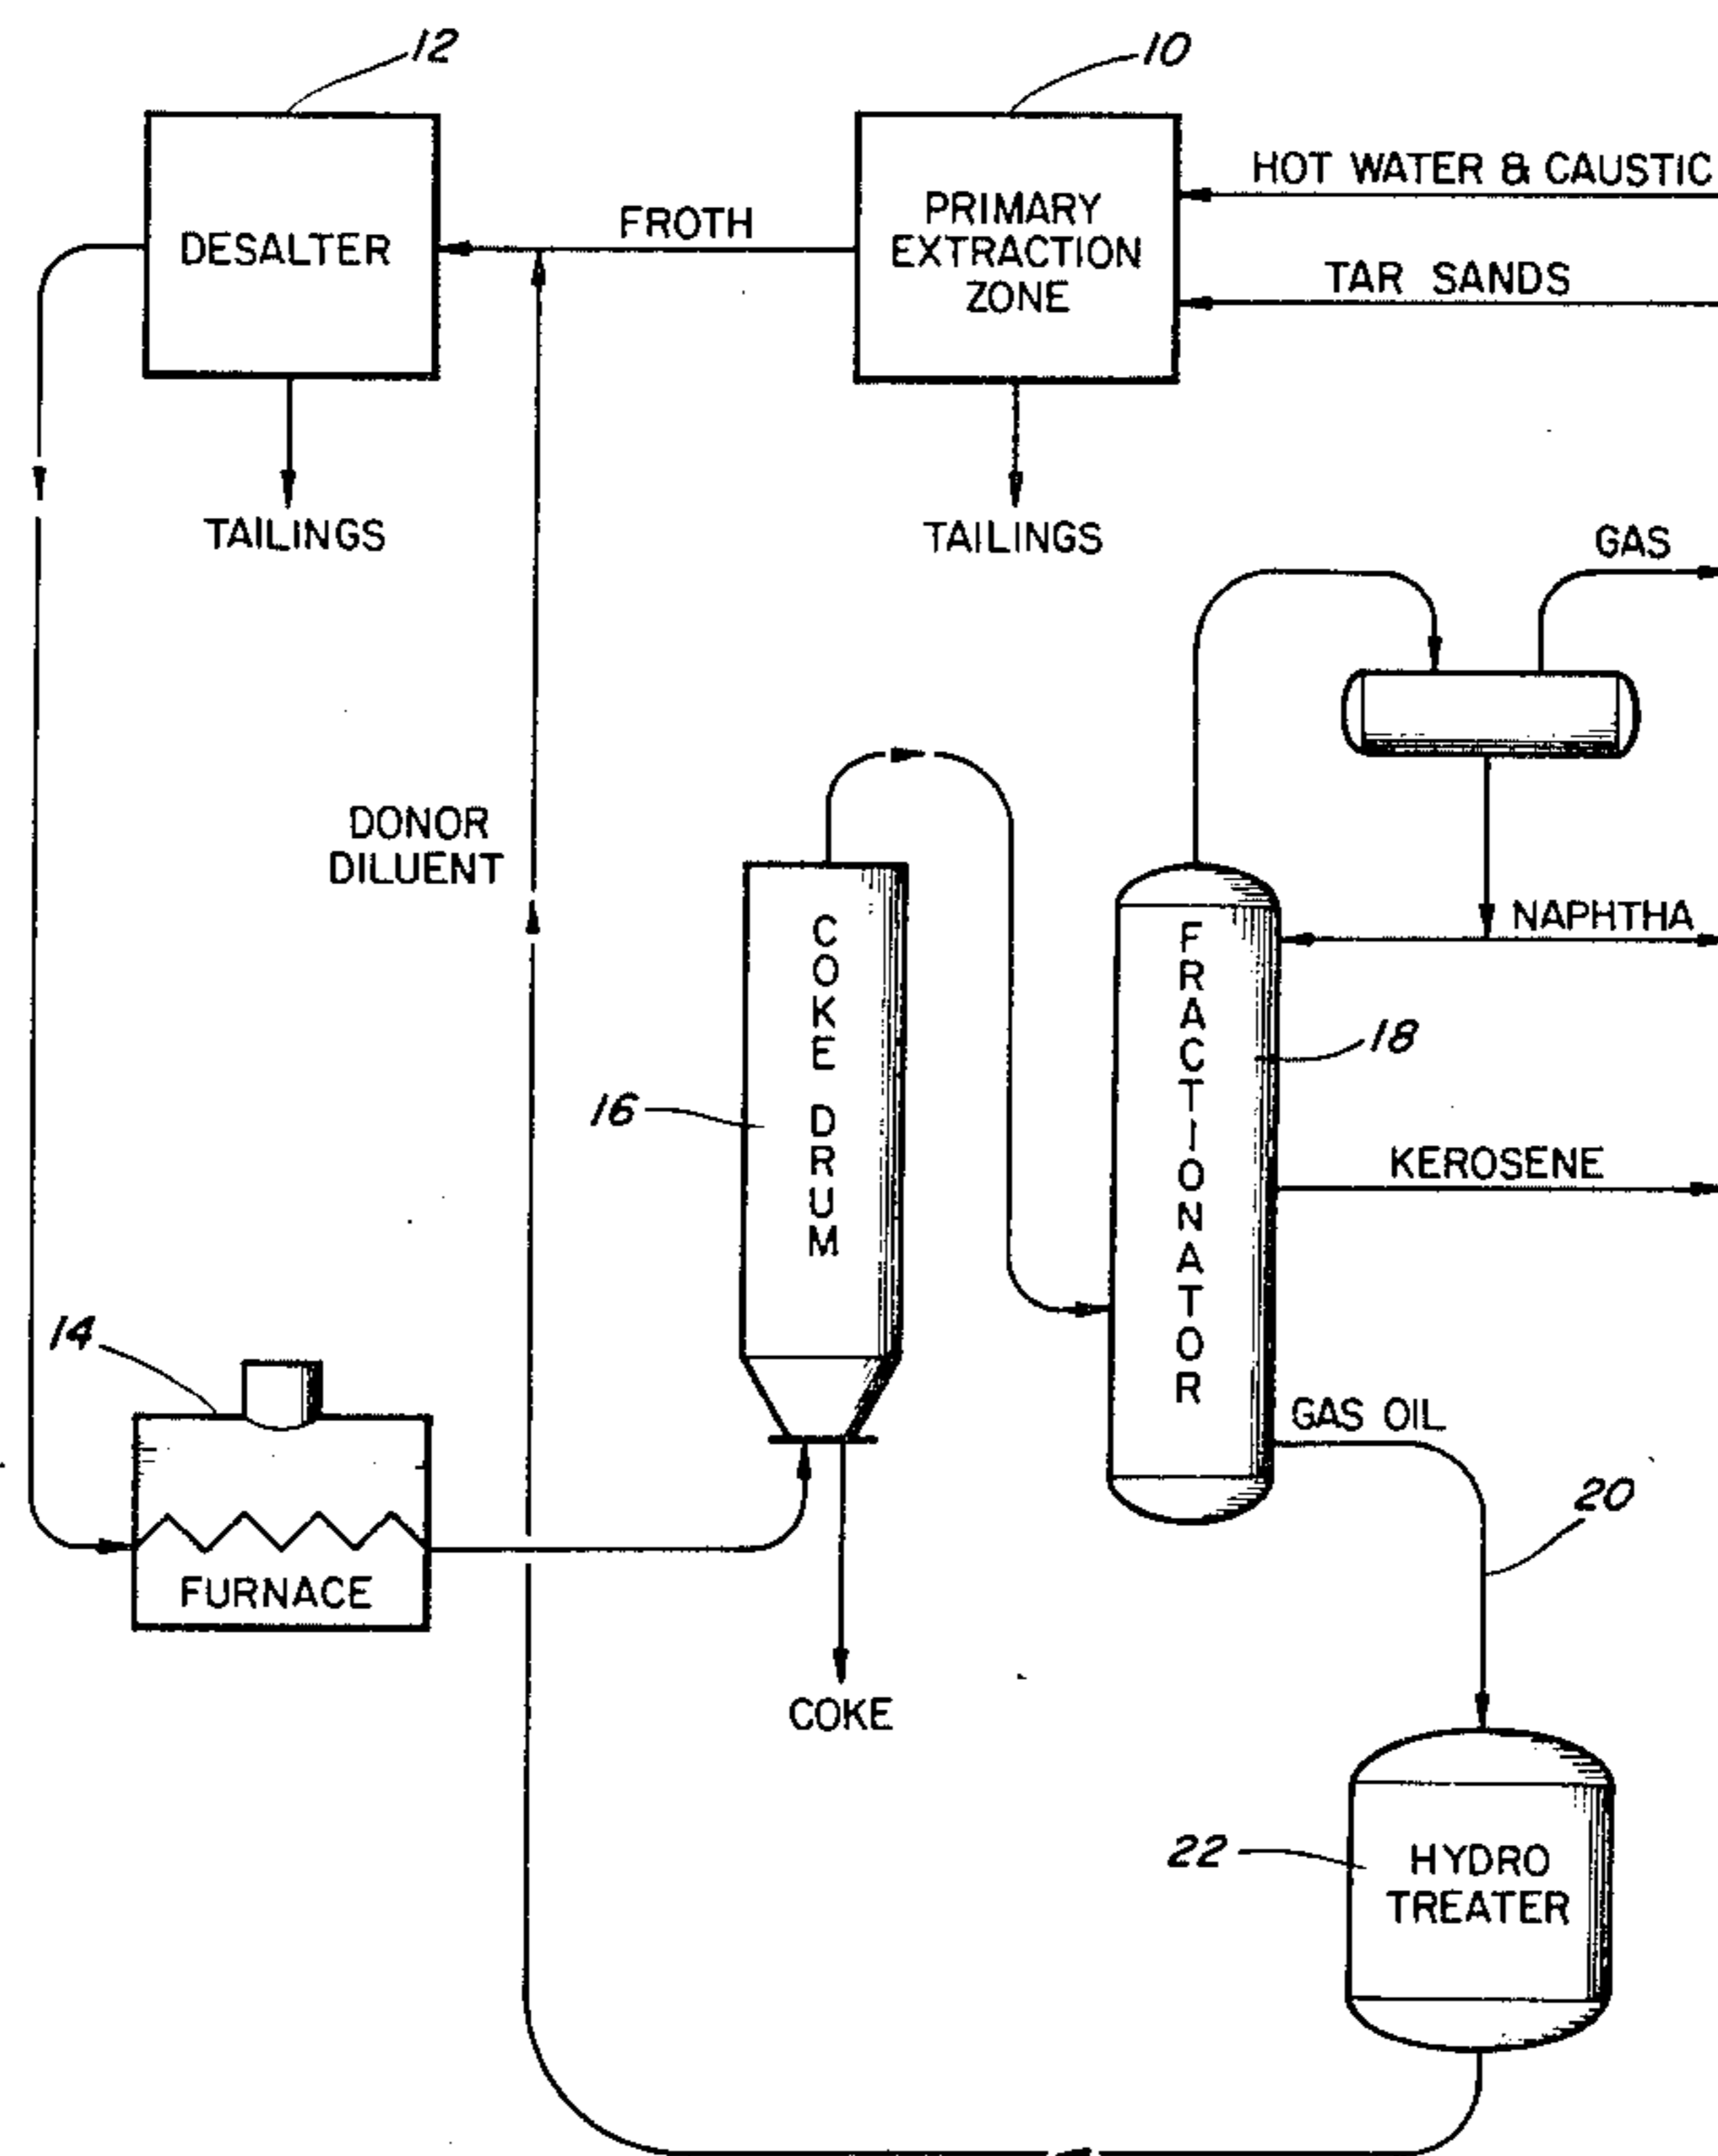 12
10
HOT WATER & CAUSTIC
DESALTER
FROTH
PRIMARY
EXTRACTION
ZONE
TAR SANDS
TAILINGS
TAILINGS
GAS
DONOR
DILUENT
NAPHTHA
COKE DRUM
FRACTIONATOR
18
16
KEROSENE
14
GAS OIL
20
FURNACE
COKE
22
HYDRO
TREATER